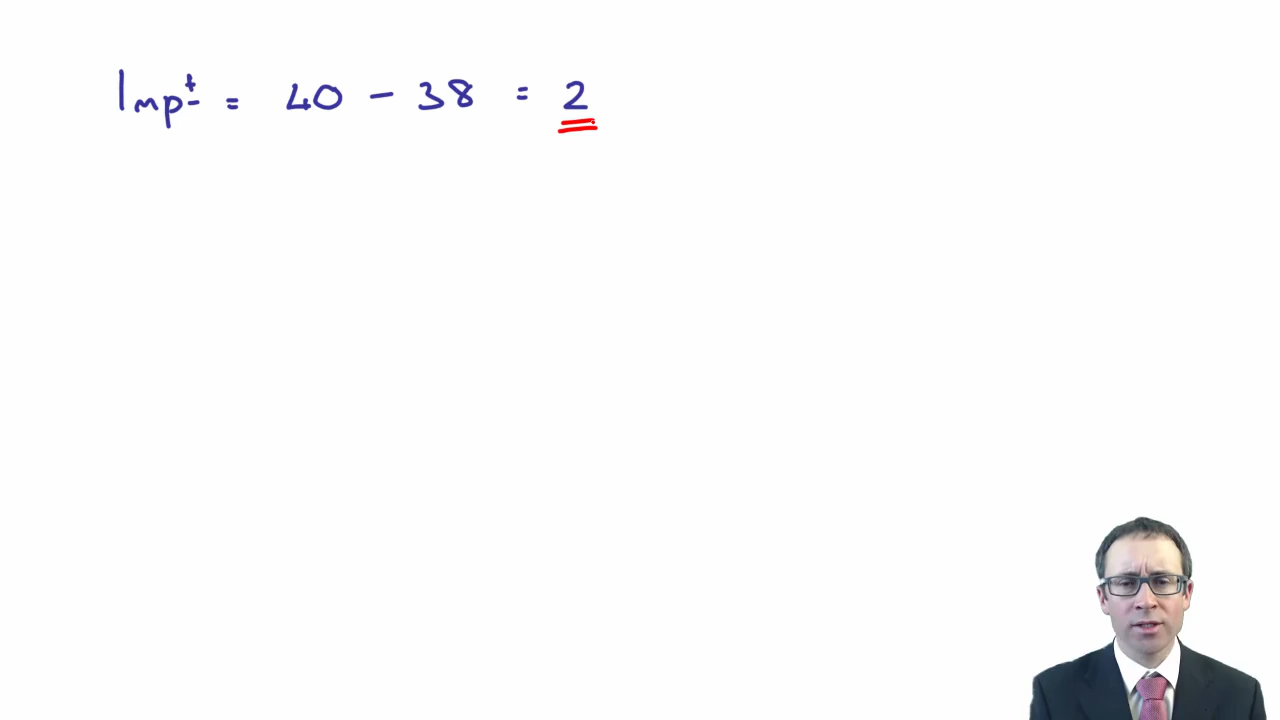 Impt = 40 - 38 = 2